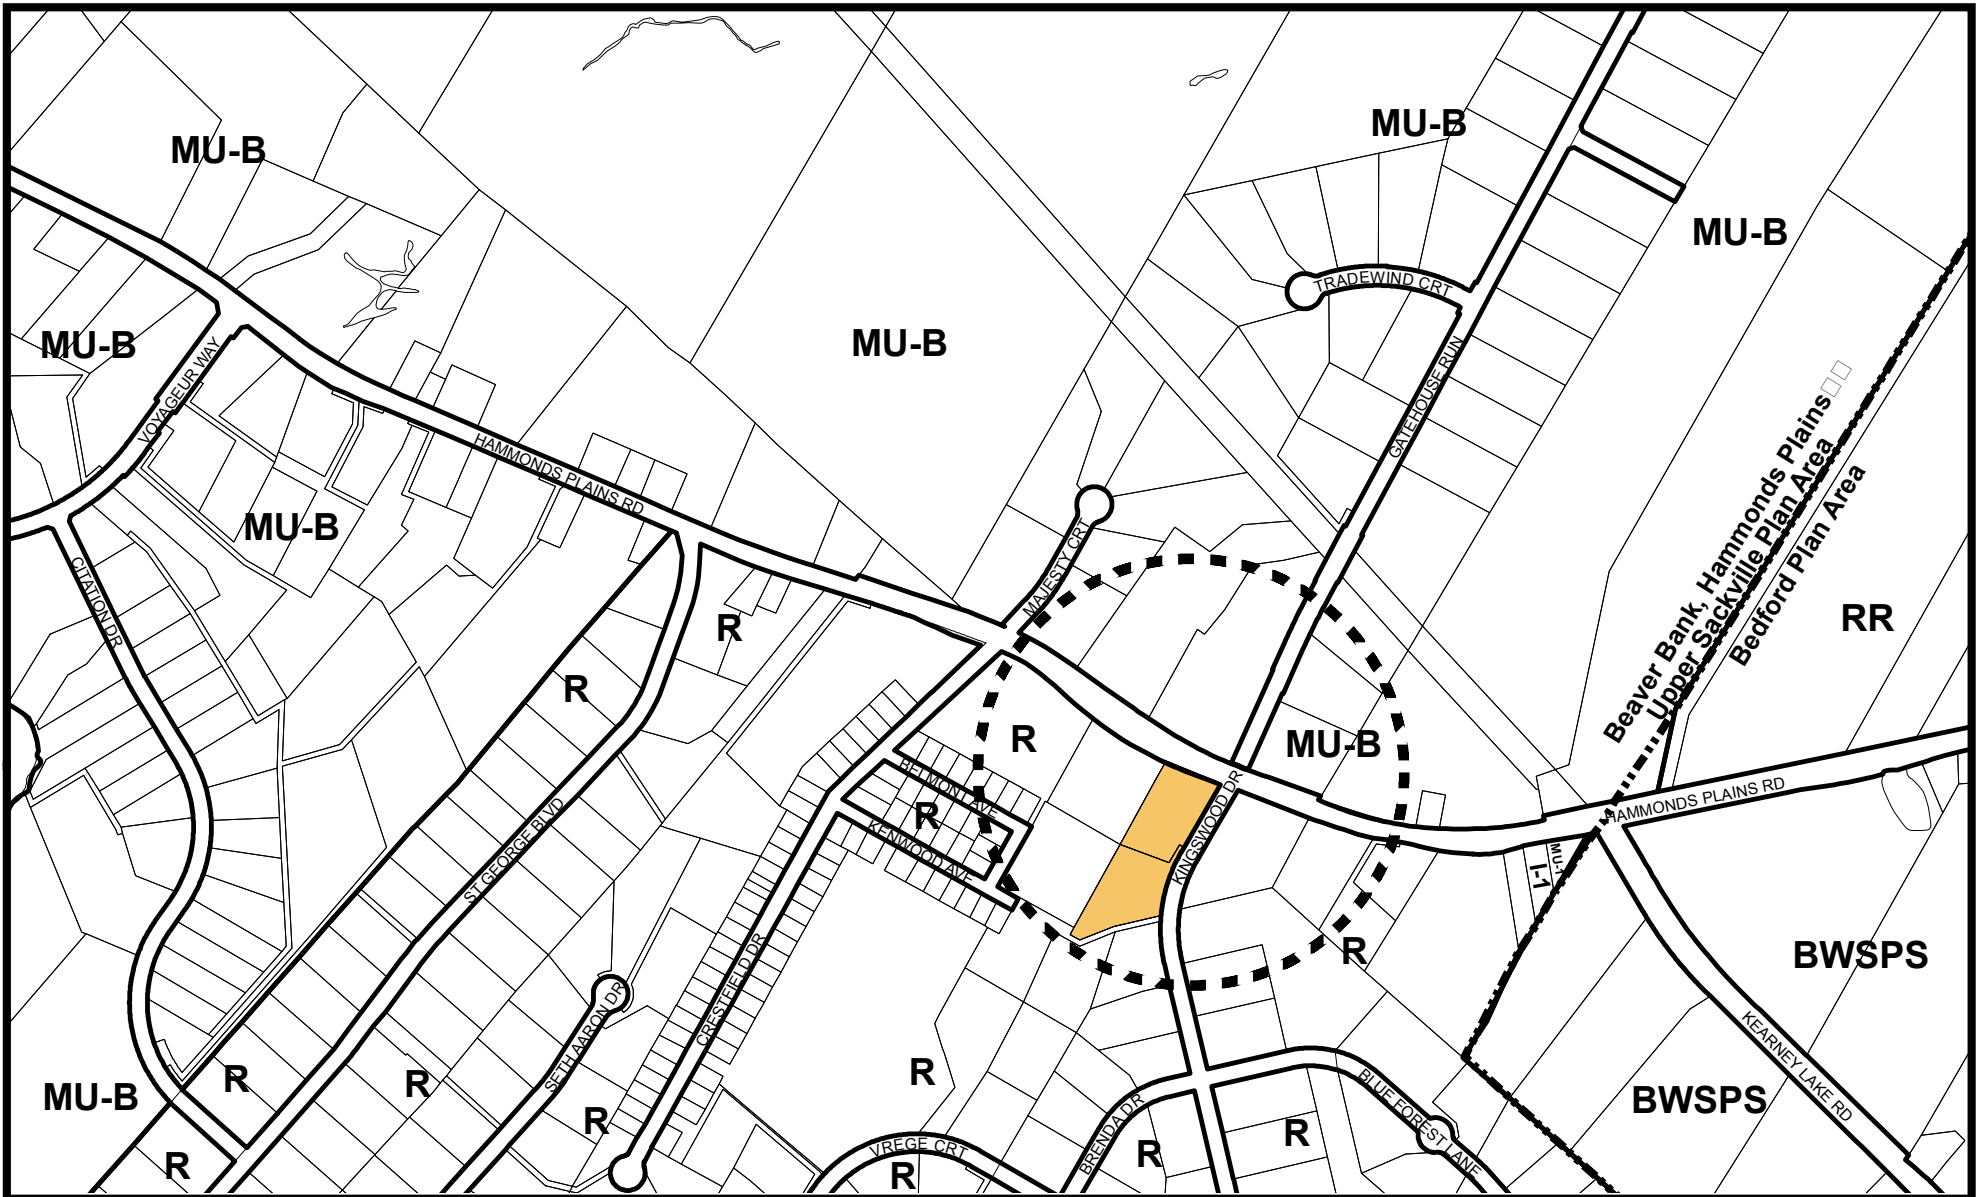 MU-B
MU-B
MU-B
TRADEWIND CRT
MU-B
MU-B
VOYAGEUR WAY
GATEHOUSE RUN
HAMMONDS PLAINS RD
MU-B
Beaver Bank, Hammonds Plains
Upper Sackville Plan Area
Bedford Plan Area
CITATION DR
MAJESTY CRT
R
RR
R
R
MU-B
BELMONT AVE
R
KENWOOD AVE
KINGSWOOD DR
HAMMONDS PLAINS RD
ST GEORGE BLVD
MU-1
I-1
R
BWSPS
CRESTFIELD DR
SETH AARON DR
KEARNEY LAKE RD
R
R
R
MU-B
BWSPS
R
BLUE FOREST LANE
BRENDA DR
R
R
VREGE CRT
R
R